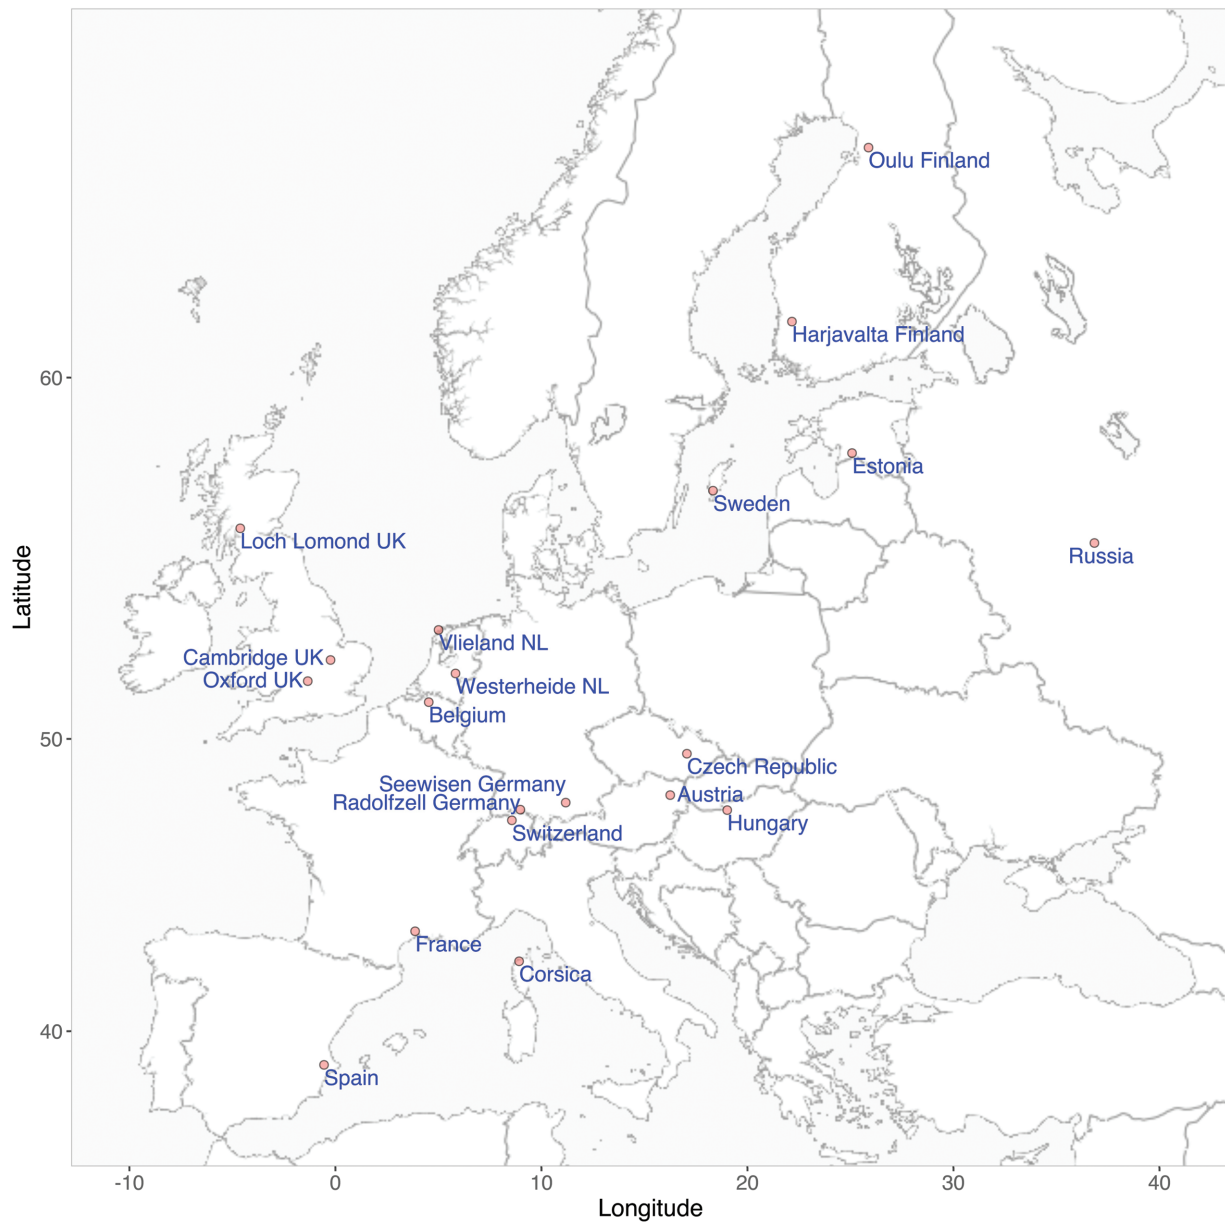 Oulu Finland
Harjavalta Finland
60
Estonia
Sweden
Loch Lomond UK
Russia
Latitude
Vlieland NL
Cambridge UK
Oxford UK
Westerheide NL
Belgium
50
Czech Republic
Seewisen Germany
Austria
Radolfzell Germany
Hungary
Switzerland
France
Corsica
40
Spain
-10 0 10 20 30 40
Longitude